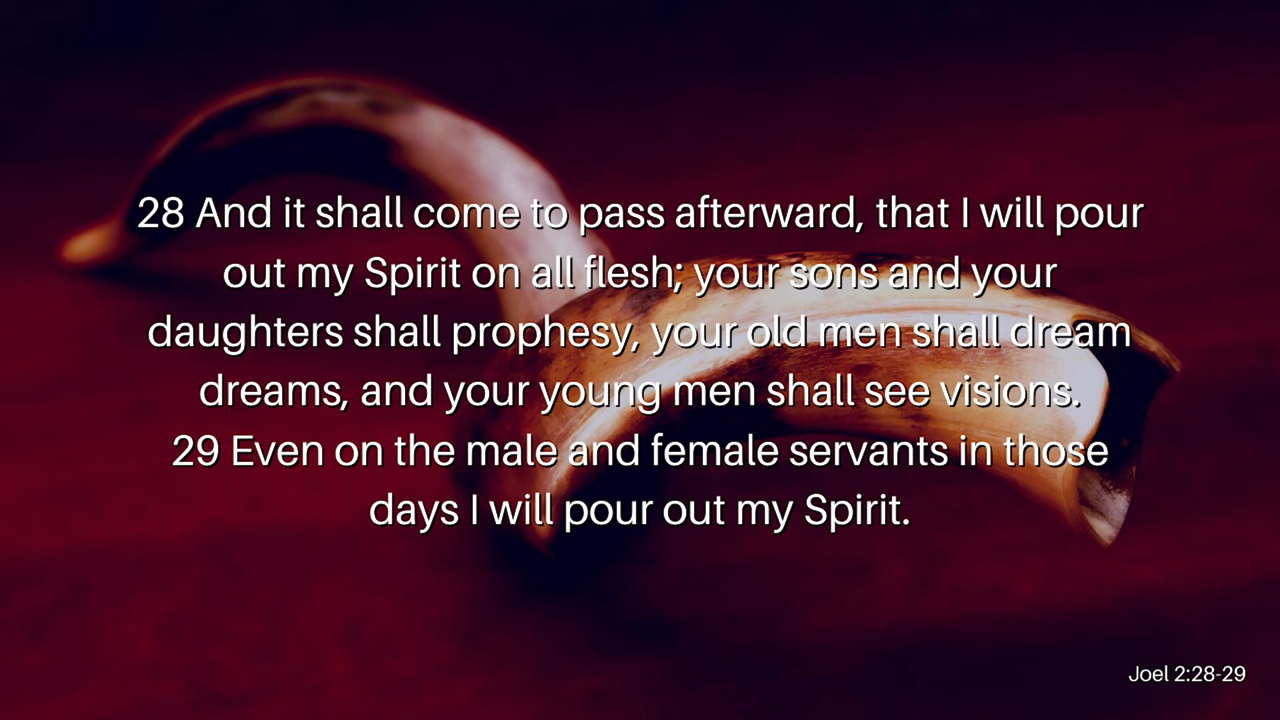 28 And it shall come to pass afterward, that I will pour
out my Spirit on all flesh; your sons and your
daughters shall prophesy, your old men shall dream
dreams, and your young men shall see visions.
29 Even on the male and female servants in those
days I will pour out my Spirit.
Joel 2:28-29